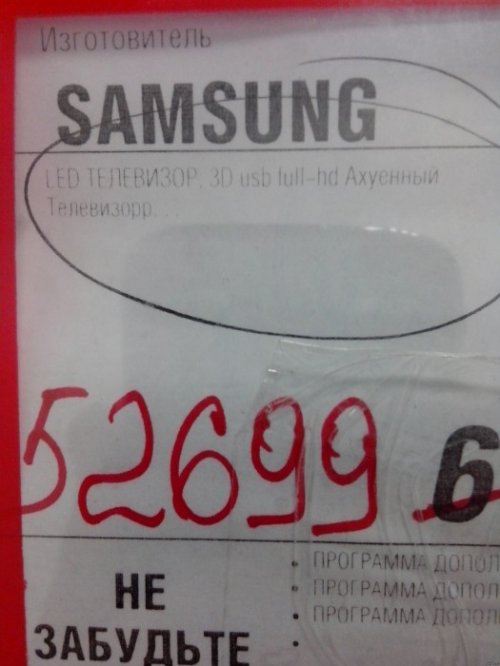 Изготовитель
SAMSUNG
LED ТЕЛЕВИЗОР, 3D usb full-hd Ахуенный
Телевизорр.
52699 6
ПРОГРАММА ДОПОЛ
НЕ ПРОГРАММА ДОПОЛ
ЗАБУДЬТЕ ПРОГРАММА ДОПОЛ